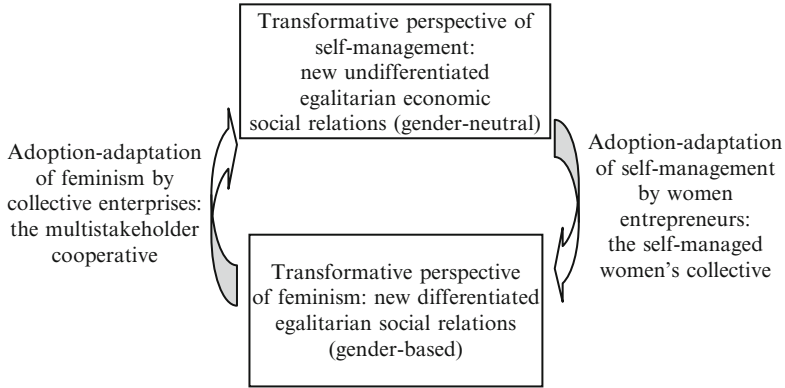 Transformative perspective of
self-management:
new undifferentiated
egalitarian economic
social relations (gender-neutral)
Adoption-adaptation
of feminism by
collective enterprises:
the multistakeholder
cooperative
Adoption-adaptation
of self-management
by women
entrepreneurs:
the self-managed
women's collective
Transformative perspective
of feminism: new differentiated
egalitarian social relations
(gender-based)